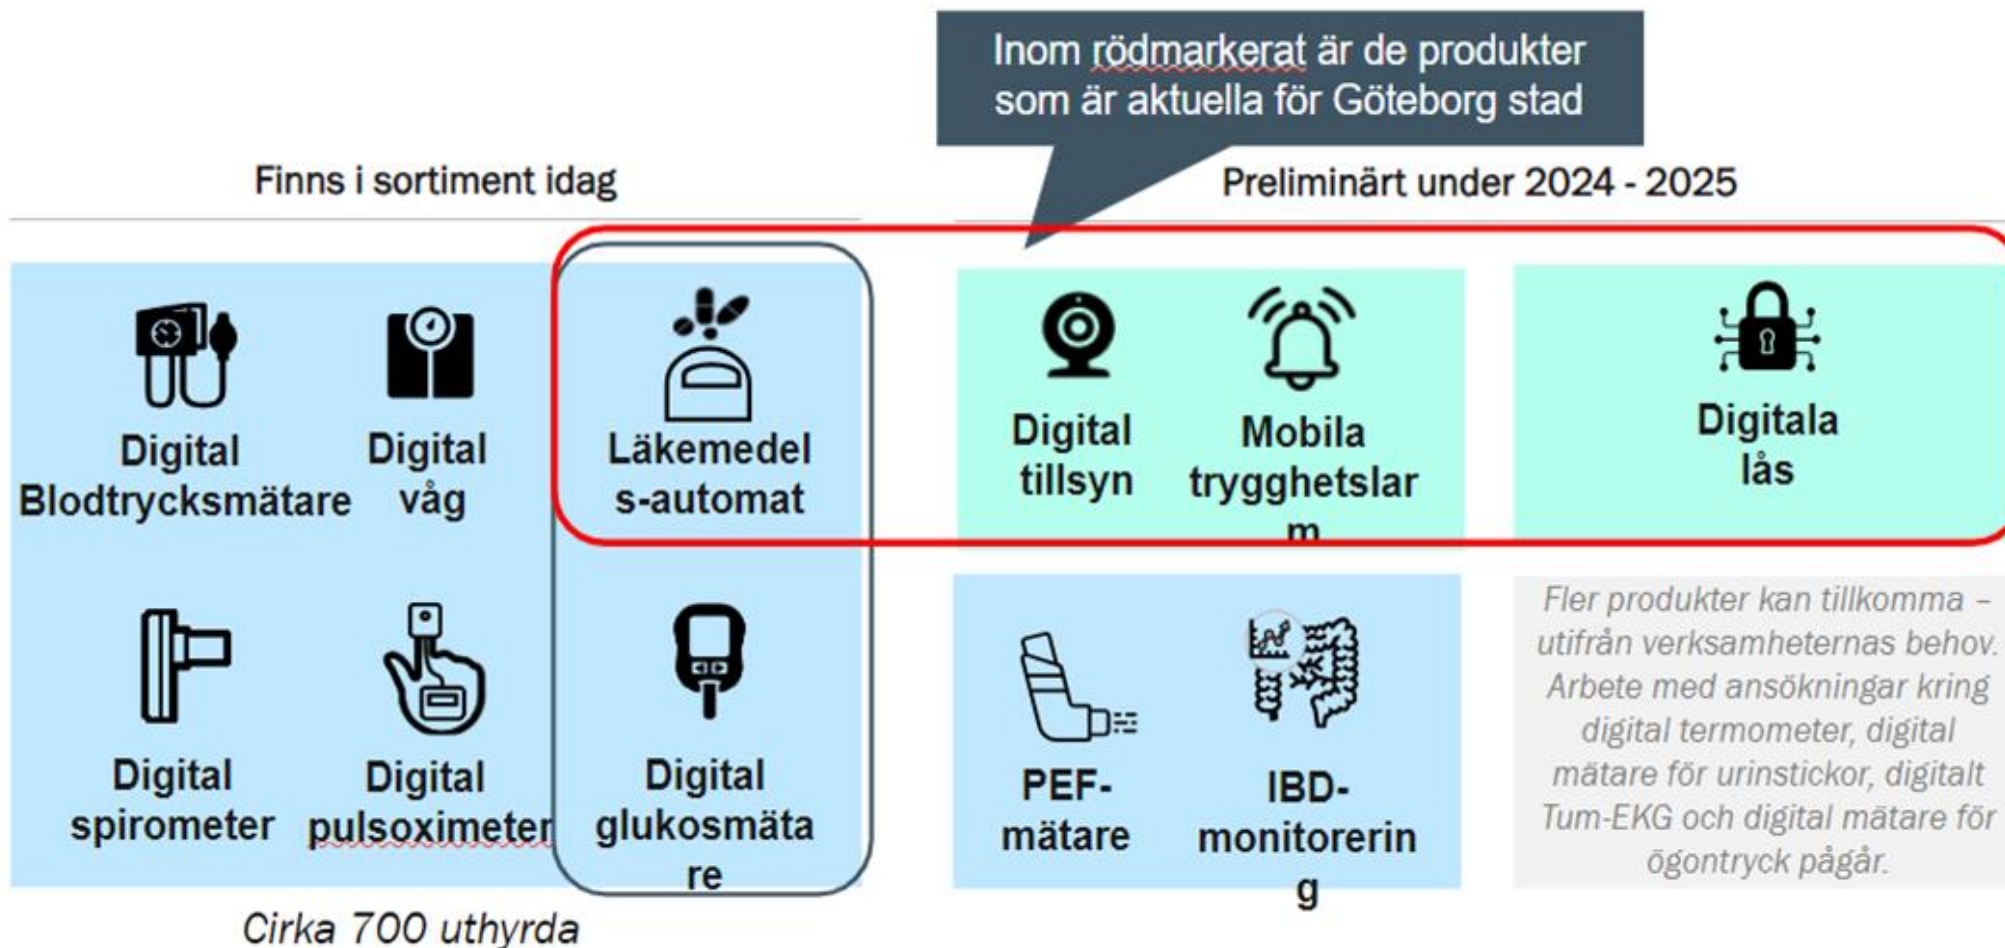 Inom rödmarkerat är de produkter
som är aktuella för Göteborg stad
Finns i sortiment idag
Preliminärt under 2024 - 2025
Digital
Blodtrycksmätare
Digital
våg
Läkemedel
s-automat
Digital
tillsyn
Mobila
trygghetslar
m
Digitala
lås
Digital
spirometer
Digital
pulsoximeter
Digital
glukosmäta
re
PEF-
mätare
IBD-
monitorerin
g
Fler produkter kan tillkomma –
utifrån verksamheternas behov.
Arbete med ansökningar kring
digital termometer, digital
mätare för urinstickor, digitalt
Tum-EKG och digital mätare för
ögontryck pågår.
Cirka 700 uthyrda